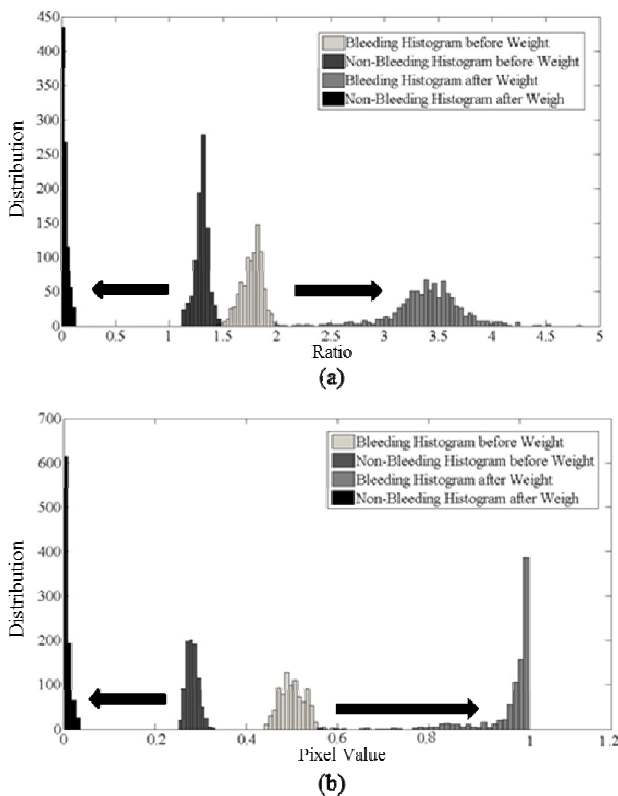 450
400
350
300
250
200
150
100
50
0
Distribution
Bleeding Histogram before Weight
Non-Bleeding Histogram before Weight
Bleeding Histogram after Weight
Non-Bleeding Histogram after Weigh
0 0.5 1 1.5 2 2.5 3 3.5 4 4.5 5
Ratio
(a)
700
600
500
400
300
200
100
0
Distribution
Bleeding Histogram before Weight
Non-Bleeding Histogram before Weight
Bleeding Histogram after Weight
Non-Bleeding Histogram after Weigh
0 0.2 0.4 0.6 0.8 1 1.2
Pixel Value
(b)